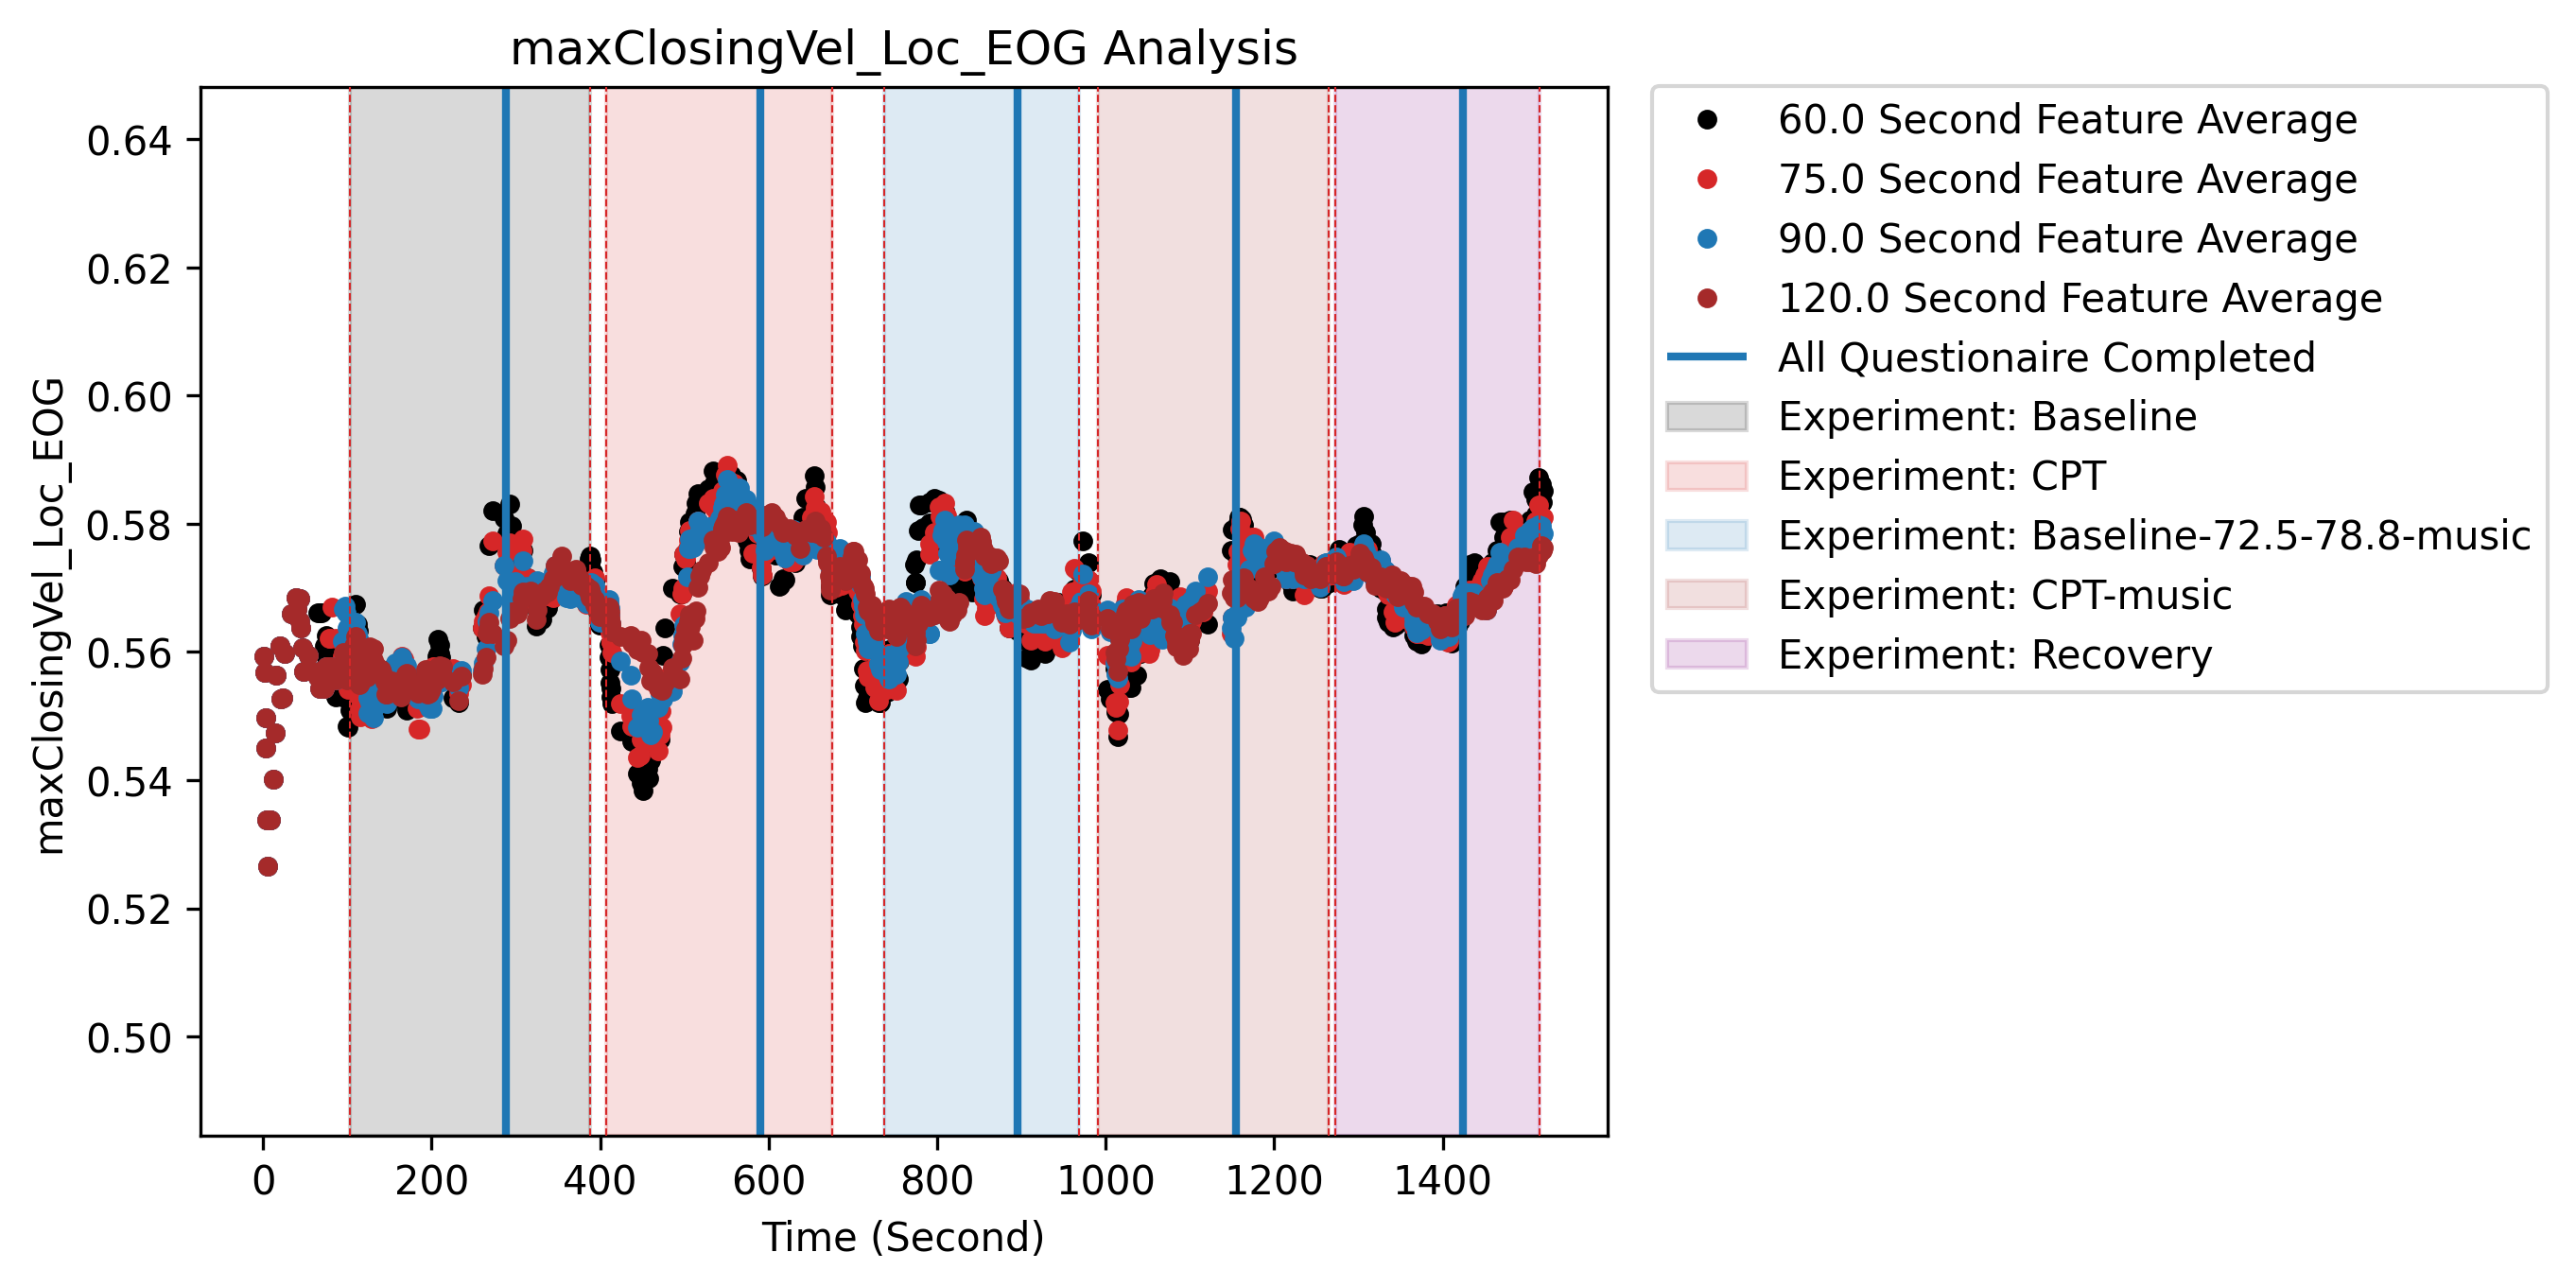 maxClosingVel_Loc_EOG Analysis
maxClosingVel_Loc_EOG
0.64
0.62
0.60
0.58
0.56
0.54
0.52
0.50
0
200
400
600
800
1000
1200
1400
Time (Second)
60.0 Second Feature Average
75.0 Second Feature Average
90.0 Second Feature Average
120.0 Second Feature Average
All Questionaire Completed
Experiment: Baseline
Experiment: CPT
Experiment: Baseline-72.5-78.8-music
Experiment: CPT-music
Experiment: Recovery